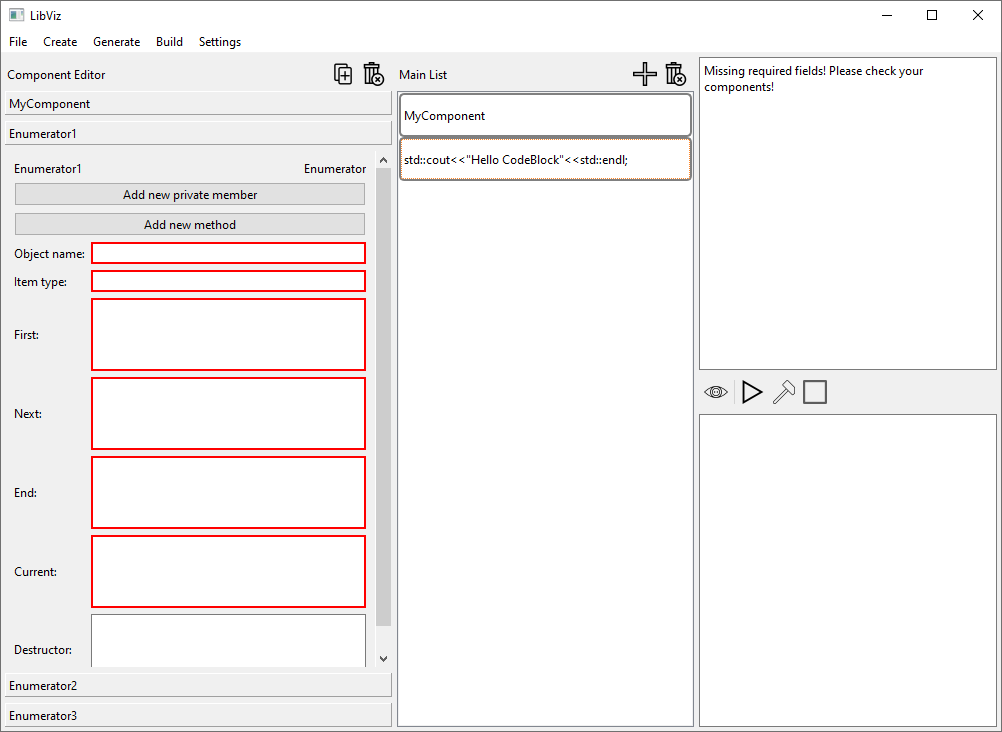 LibViz
File Create Generate Build Settings
Component Editor
MyComponent
Enumerator1
Enumerator1 Enumerator
Add new private member
Add new method
Object name:
Item type:
First:
Next:
End:
Current:
Destructor:
Enumerator2
Enumerator3
Main List
MyComponent
std::cout<<"Hello CodeBlock"<<std::endl;
Missing required fields! Please check your
components!